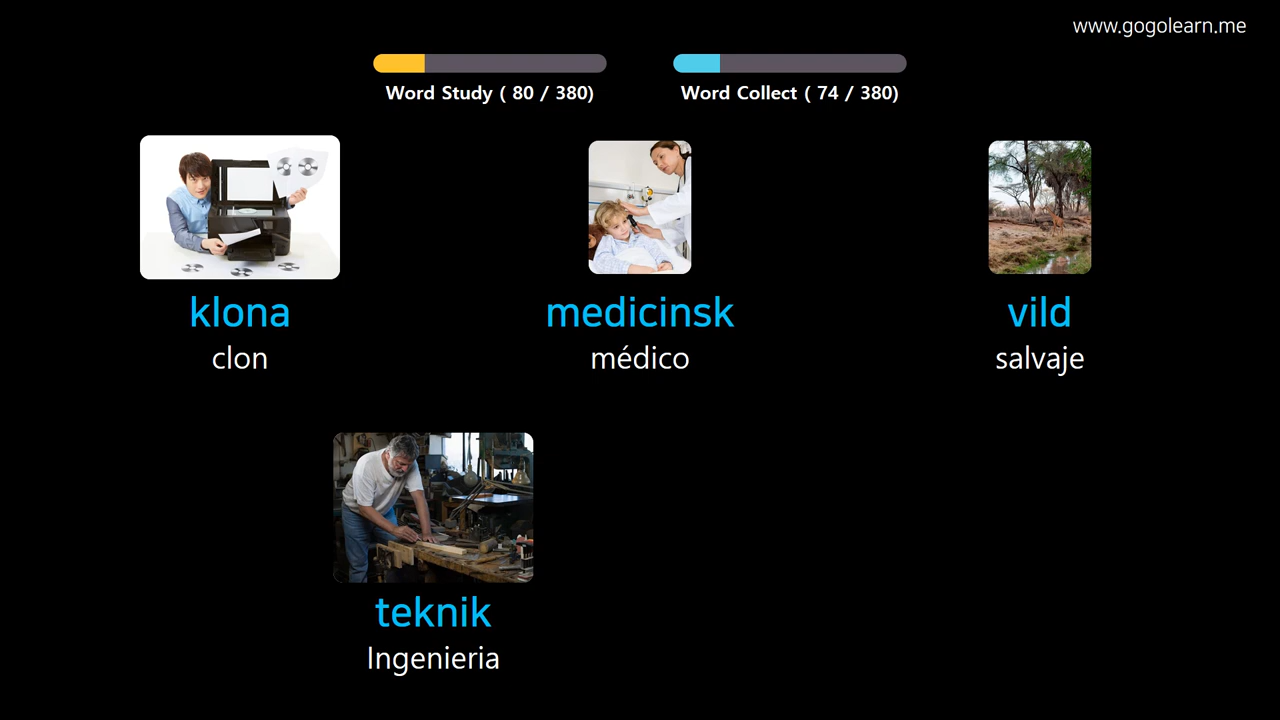 www.gogolearn.me
Word Study ( 80 / 380)
Word Collect ( 74 / 380)
klona
medicinsk
vild
clon
médico
salvaje
teknik
Ingenieria